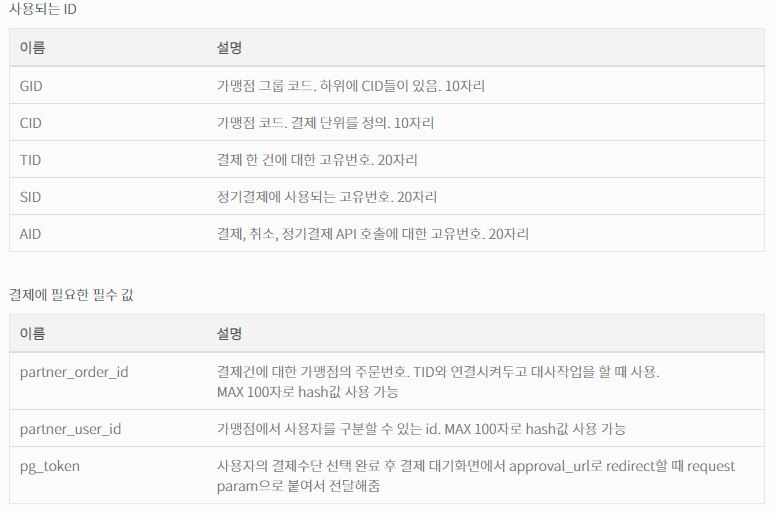 사용되는 ID
이름 설명
GID 가맹점 그룹 코드. 하위에 CID들이 있음. 10자리
CID 가맹점 코드. 결제 단위를 정의. 10자리
TID 결제 한 건에 대한 고유번호. 20자리
SID 정기결제에 사용되는 고유번호. 20자리
AID 결제, 취소, 정기결제 API 호출에 대한 고유번호. 20자리
결제에 필요한 필수 값
이름 설명
partner_order_id 결제건에 대한 가맹점의 주문번호. TID와 연결시켜두고 대사작업을 할 때 사용.
MAX 100자로 hash값 사용 가능
partner_user_id 가맹점에서 사용자를 구분할 수 있는 id. MAX 100자로 hash값 사용 가능
pg_token 사용자의 결제수단 선택 완료 후 결제 대기화면에서 approval_url로 redirect할 때 request
param으로 붙여서 전달해줌